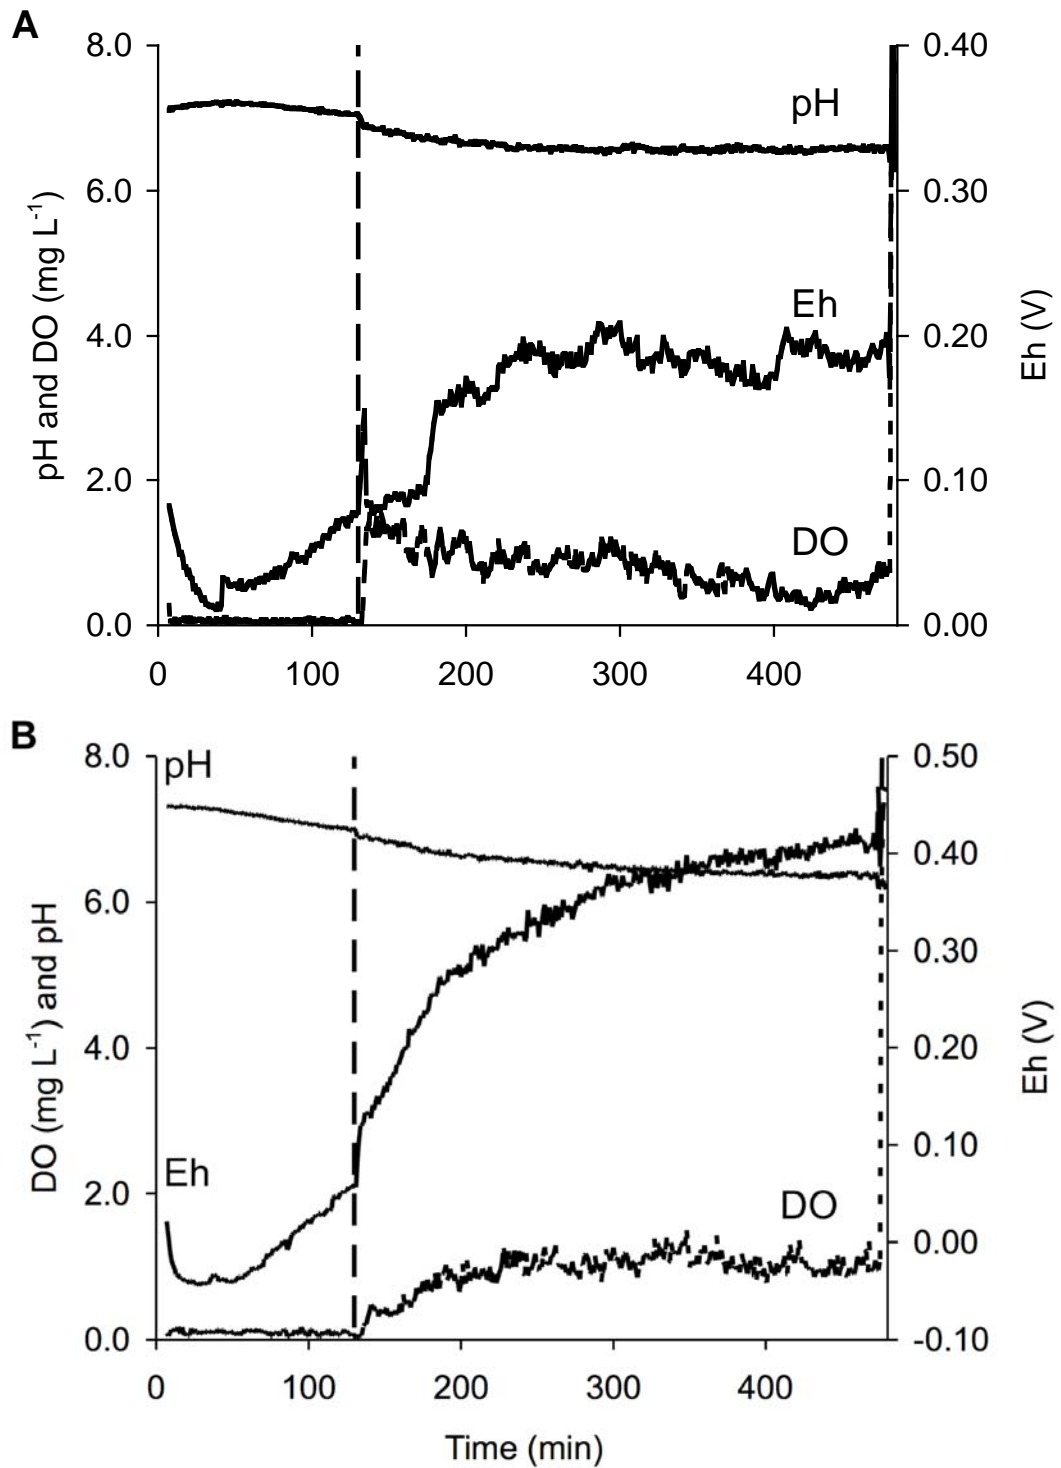 A
8.0
6.0
4.0
2.0
0.0
pH and DO (mg L-1)
0.40
0.30
0.20
0.10
0.00
Eh (V)
pH
Eh
DO
0 100 200 300 400
B
8.0
6.0
4.0
2.0
0.0
DO (mg L-1) and pH
0.50
0.40
0.30
0.20
0.10
0.00
-0.10
Eh (V)
pH
Eh
DO
0 100 200 300 400
Time (min)